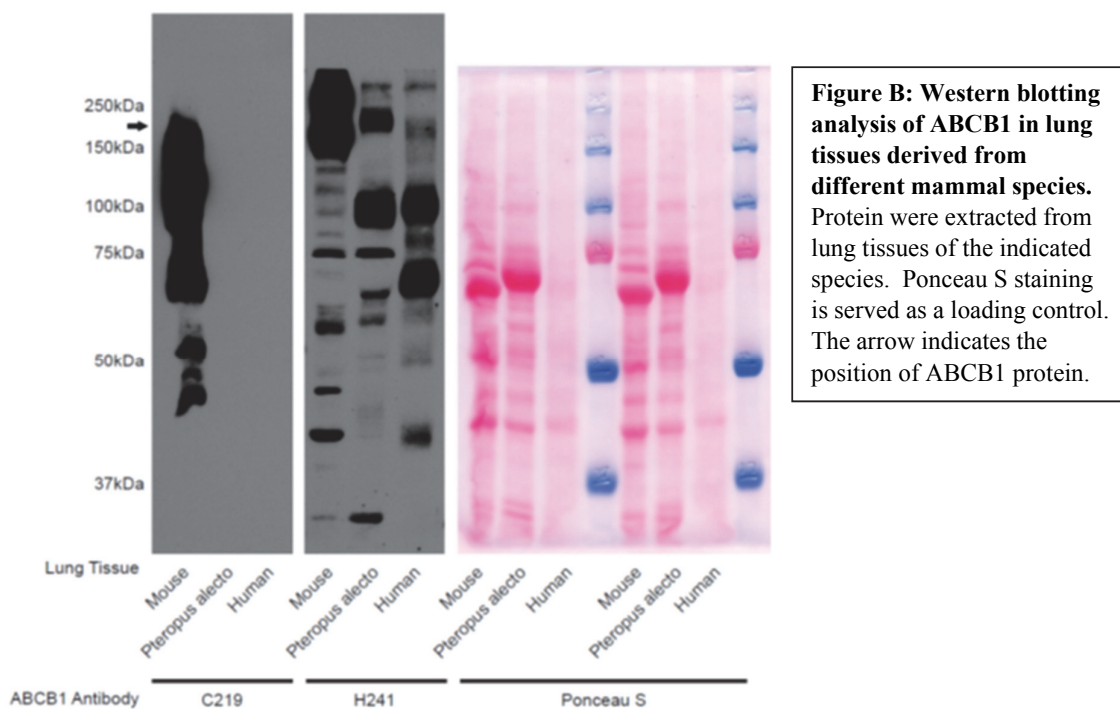 250kDa
150kDa
100kDa
75kDa
50kDa
37kDa
Lung Tissue
Mouse
Pteropus alecto
Human
Mouse
Pteropus alecto
Human
Mouse
Pteropus alecto
Human
Mouse
Pteropus alecto
Human
ABCB1 Antibody
C219
H241
Ponceau S
Figure B: Western blotting
analysis of ABCB1 in lung
tissues derived from
different mammal species.
Protein were extracted from
lung tissues of the indicated
species. Ponceau S staining
is served as a loading control.
The arrow indicates the
position of ABCB1 protein.